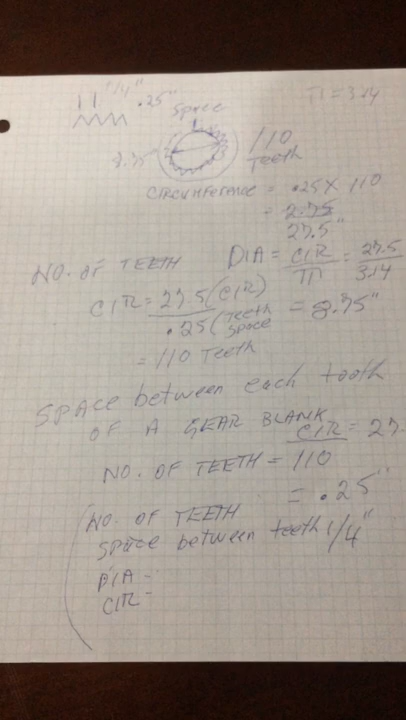 1/4" .25" π = 3.14
Space
8.75" 110
Teeth
CIRCUMFERENCE = .25 X 110
= 2.75
27.5"
NO. OF TEETH DIA = CIR / π = 27.5 / 3.14
CIR = 27.5 (CIR) / .25 (Teeth Space = 8.75"
= 110 Teeth
SPACE between each tooth
OF A GEAR BLANK
NO. OF TEETH = CIR / 110 = 27.
= .25"
NO. OF TEETH
Space between teeth 1/4"
DIA =
CIR =